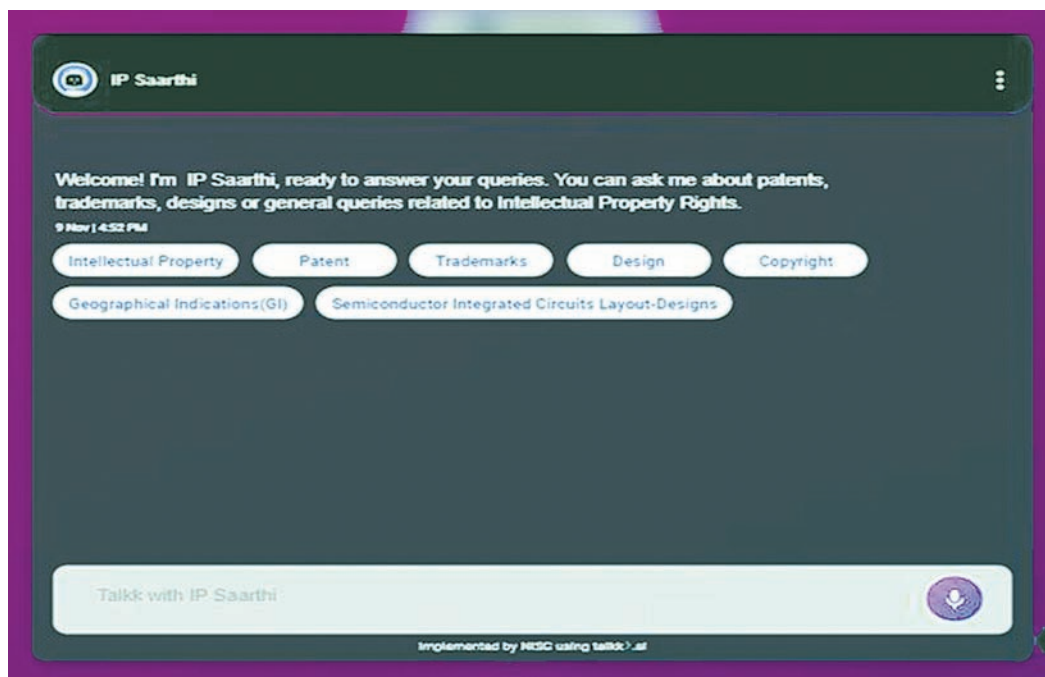 IP Saarthi
Welcome! I'm IP Saarthi, ready to answer your queries. You can ask me about patents,
trademarks, designs or general queries related to Intellectual Property Rights.
9 Nov | 4:52 PM
Intellectual Property Patent Trademarks Design Copyright
Geographical Indications(GI) Semiconductor Integrated Circuits Layout-Designs
Talkk with IP Saarthi
Implemented by using talkk>.ai